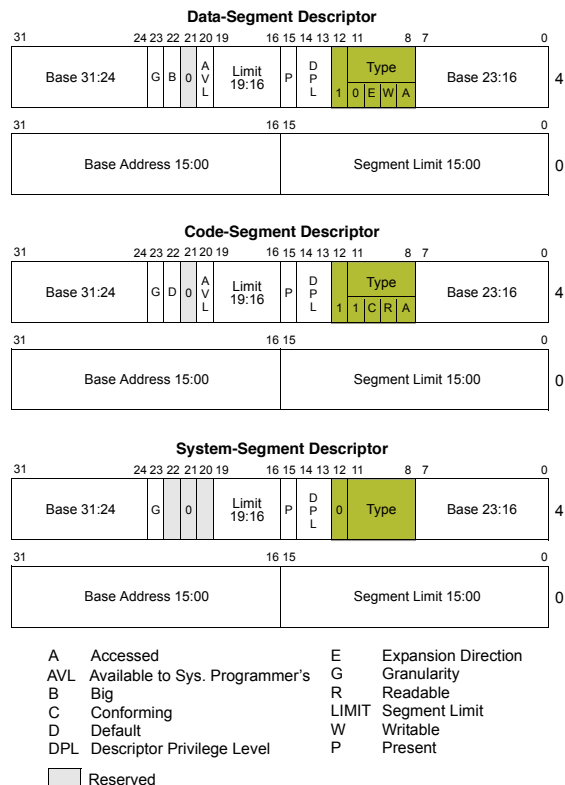 Data-Segment Descriptor
31 24 23 22 21 20 19 16 15 14 13 12 11 8 7 0
Base 31:24 G B 0 AVL Limit 19:16 P DPL 1 Type 0 E W A Base 23:16 4
31 16 15 0
Base Address 15:00 Segment Limit 15:00 0
Code-Segment Descriptor
31 24 23 22 21 20 19 16 15 14 13 12 11 8 7 0
Base 31:24 G D 0 AVL Limit 19:16 P DPL 1 Type 1 C R A Base 23:16 4
31 16 15 0
Base Address 15:00 Segment Limit 15:00 0
System-Segment Descriptor
31 24 23 22 21 20 19 16 15 14 13 12 11 8 7 0
Base 31:24 G 0 Limit 19:16 P DPL 0 Type Base 23:16 4
31 16 15 0
Base Address 15:00 Segment Limit 15:00 0
A Accessed
AVL Available to Sys. Programmer's
B Big
C Conforming
D Default
DPL Descriptor Privilege Level
E Expansion Direction
G Granularity
R Readable
LIMIT Segment Limit
W Writable
P Present
Reserved